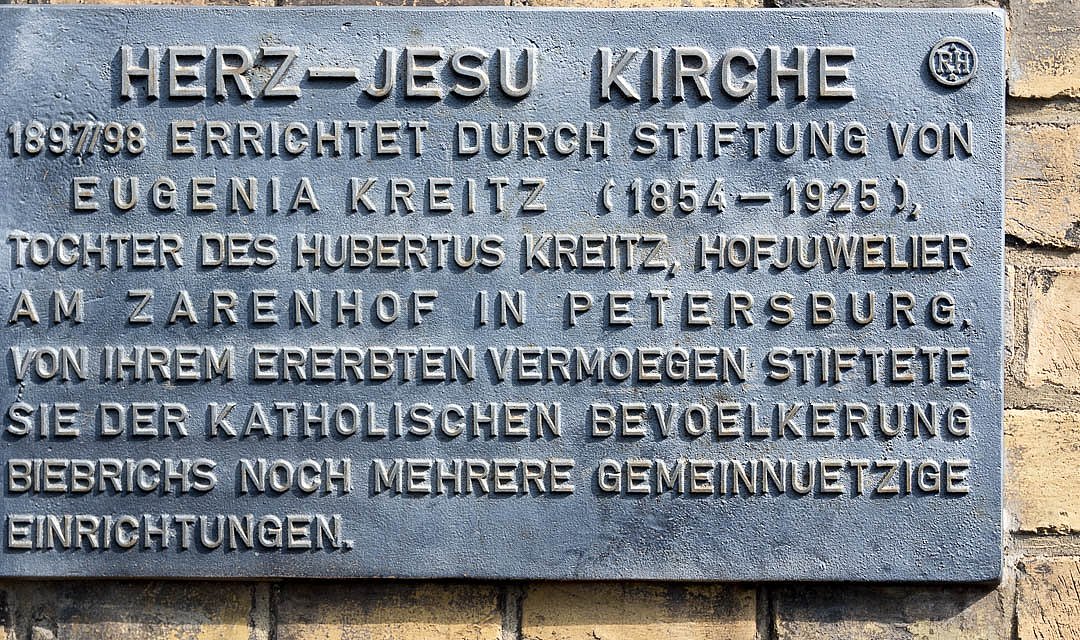 HERZ-JESU KIRCHE RH
1897/98 ERRICHTET DURCH STIFTUNG VON
EUGENIA KREITZ (1854-1925),
TOCHTER DES HUBERTUS KREITZ, HOFJUWELIER
AM ZARENHOF IN PETERSBURG.
VON IHREM ERERBTEN VERMOEGEN STIFTETE
SIE DER KATHOLISCHEN BEVOELKERUNG
BIEBRICHS NOCH MEHRERE GEMEINNUETZIGE
EINRICHTUNGEN.